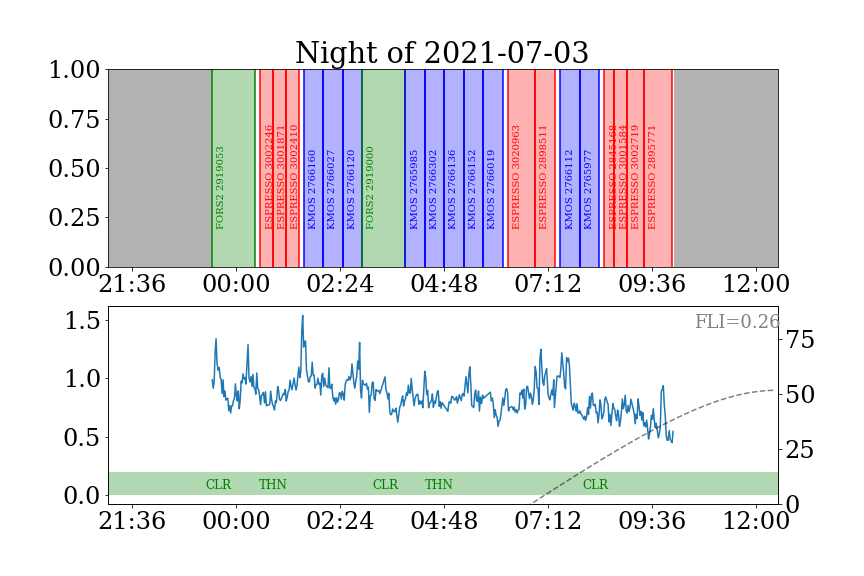 Night of 2021-07-03
1.00
0.75
0.50
0.25
0.00
FORS2 2919053
ESPRESSO 3002246
ESPRESSO 3001871
ESPRESSO 3002410
KMOS 2766160
KMOS 2766027
KMOS 2766120
FORS2 2919000
KMOS 2765985
KMOS 2766302
KMOS 2766136
KMOS 2766152
KMOS 2766019
ESPRESSO 3020963
ESPRESSO 2898511
KMOS 2766112
KMOS 2765977
ESPRESSO 2845168
ESPRESSO 3001584
ESPRESSO 3002719
ESPRESSO 2895771
21:36 00:00 02:24 04:48 07:12 09:36 12:00
FLI=0.26
1.5
1.0
0.5
0.0
75
50
25
0
CLR THN CLR THN CLR
21:36 00:00 02:24 04:48 07:12 09:36 12:00